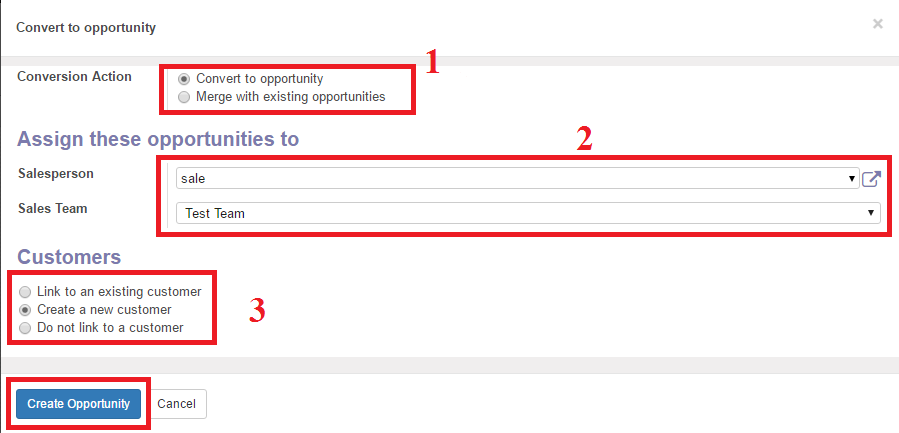 Convert to opportunity
×
1
Conversion Action
Convert to opportunity
Merge with existing opportunities
Assign these opportunities to
2
Salesperson
sale
Sales Team
Test Team
Customers
Link to an existing customer
Create a new customer
3
Do not link to a customer
Create Opportunity
Cancel